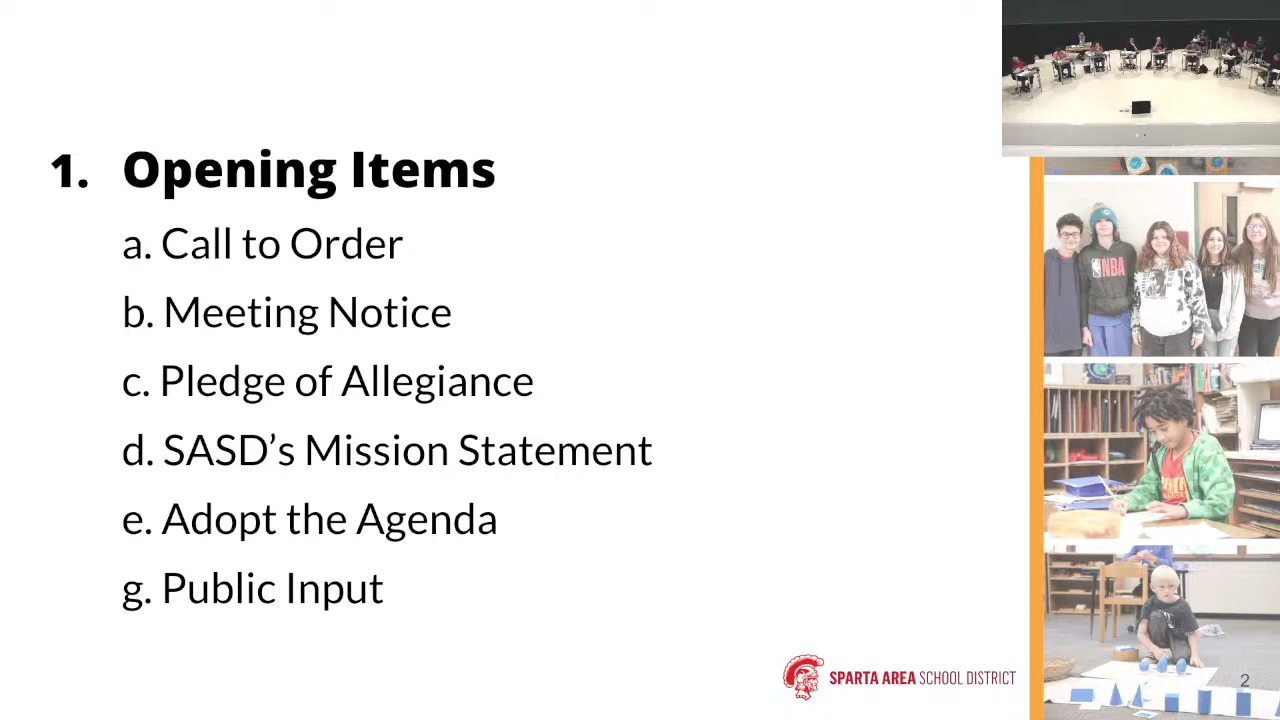 1. Opening Items
a. Call to Order
b. Meeting Notice
c. Pledge of Allegiance
d. SASD’s Mission Statement
e. Adopt the Agenda
g. Public Input
NBA
SPARTA AREA SCHOOL DISTRICT
2